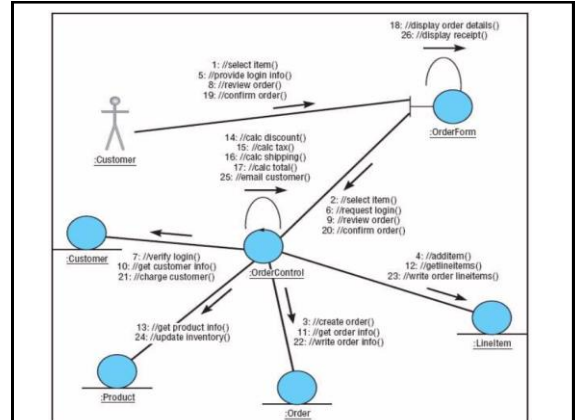 18: //display order details()
26: //display receipt()
1: //select item()
5: //provide login info()
8: //review order()
19: //confirm order()
:OrderForm
:Customer
14: //calc discount()
15: //calc tax()
16: //calc shipping()
17: //calc total()
25: //email customer()
2: //select item()
6: //request login()
9: //review order()
20: //confirm order()
:Customer
7: //verify login()
10: //get customer info()
21: //charge customer()
:OrderControl
4: //additem()
12: //getlineItems()
23: //write order lineitems()
13: //get product info()
24: //update inventory()
3: //create order()
11: //get order info()
22: //write order info()
:LineItem
:Product
:Order